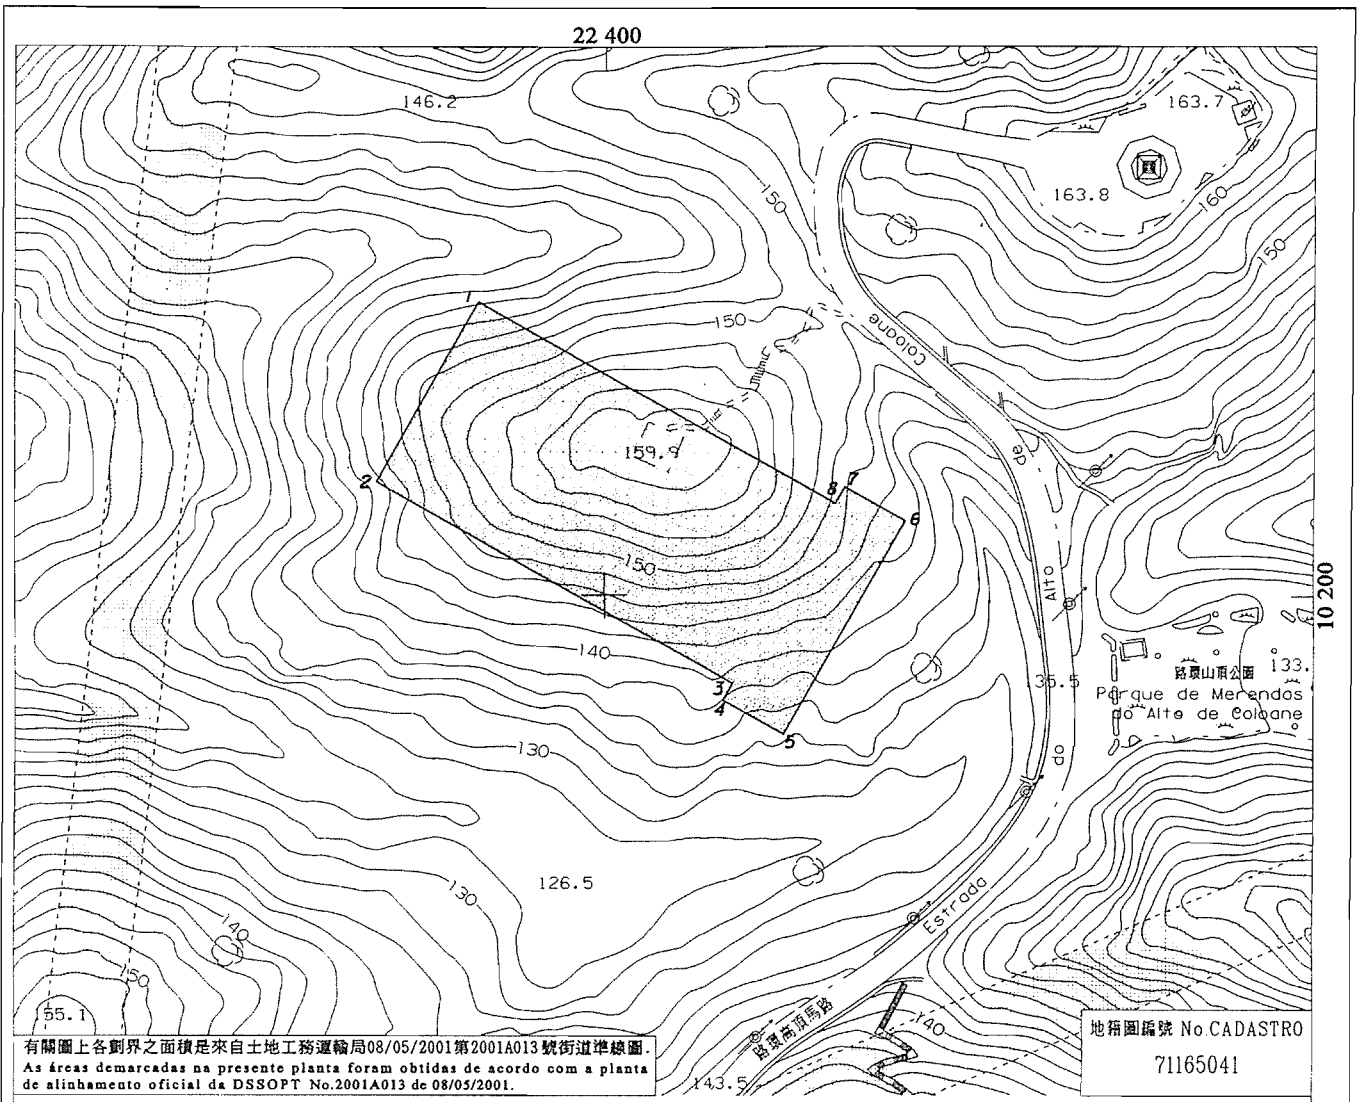 22 400
146.2
163.7
163.8
160
150
150
150
Coloane
de
Alto
do
Estrada
1
2
3
4
5
6
7
8
159.9
150
140
130
130
126.5
140
150
155.1
10 200
路環山頂公園
133.
Parque de Merendas
do Alto de Coloane
35.5
路環高頂馬路
140
143.5
有關圖上各劃界之面積是來自土地工務運輸局08/05/2001第2001A013號街道準線圖.
As áreas demarcadas na presente planta foram obtidas de acordo com a planta
de alinhamento oficial da DSSOPT No.2001A013 de 08/05/2001.
地籍圖編號 No.CADASTRO
71165041